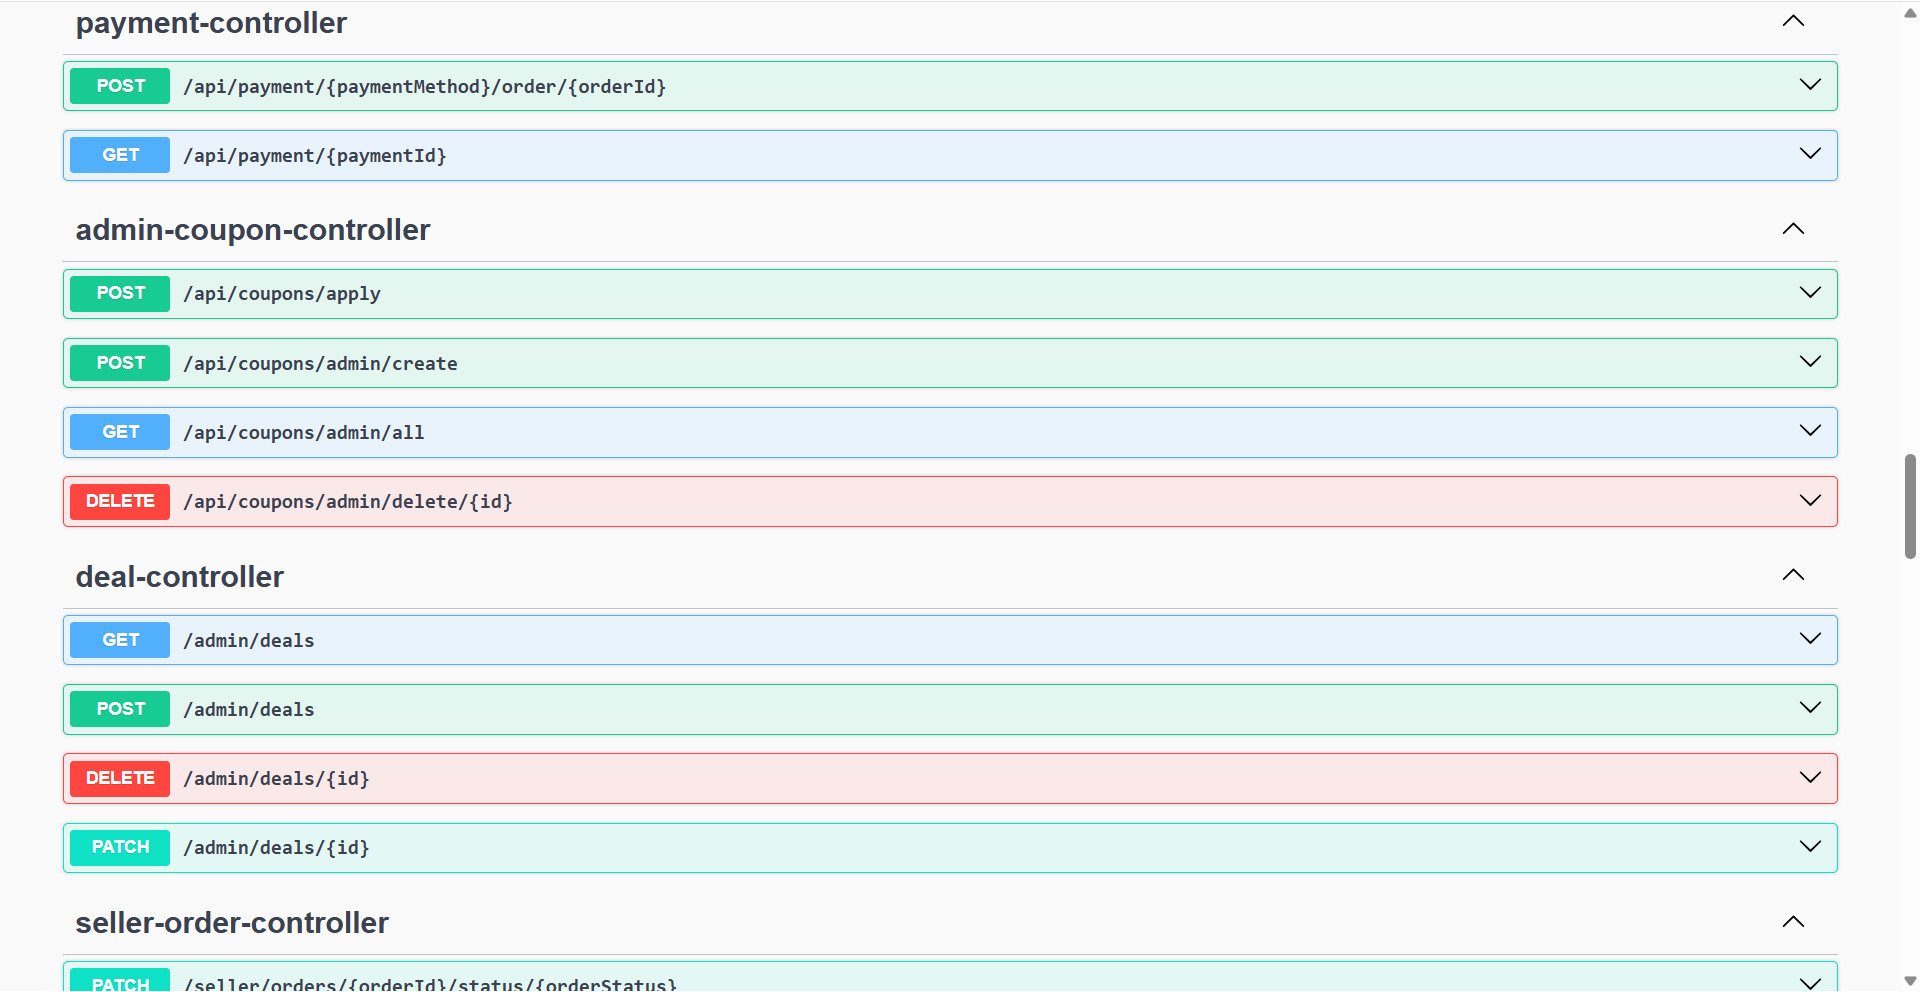 payment-controller
POST /api/payment/{paymentMethod}/order/{orderId}
GET /api/payment/{paymentId}
admin-coupon-controller
POST /api/coupons/apply
POST /api/coupons/admin/create
GET /api/coupons/admin/all
DELETE /api/coupons/admin/delete/{id}
deal-controller
GET /admin/deals
POST /admin/deals
DELETE /admin/deals/{id}
PATCH /admin/deals/{id}
seller-order-controller
PATCH /seller/orders/{orderId}/status/{orderStatus}